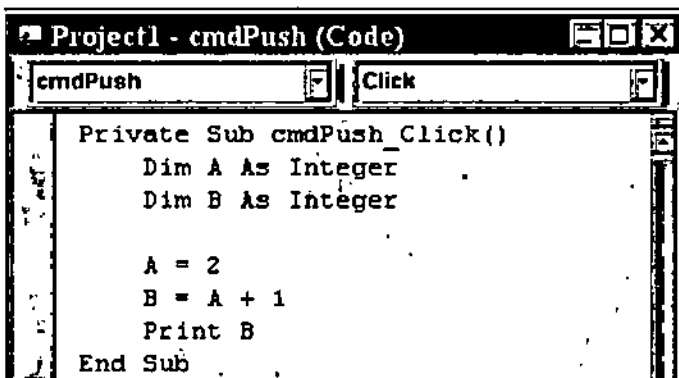 Project1 - cmdPush (Code)
cmdPush Click
Private Sub cmdPush_Click()
Dim A As Integer
Dim B As Integer
A = 2
B = A + 1
Print B
End Sub